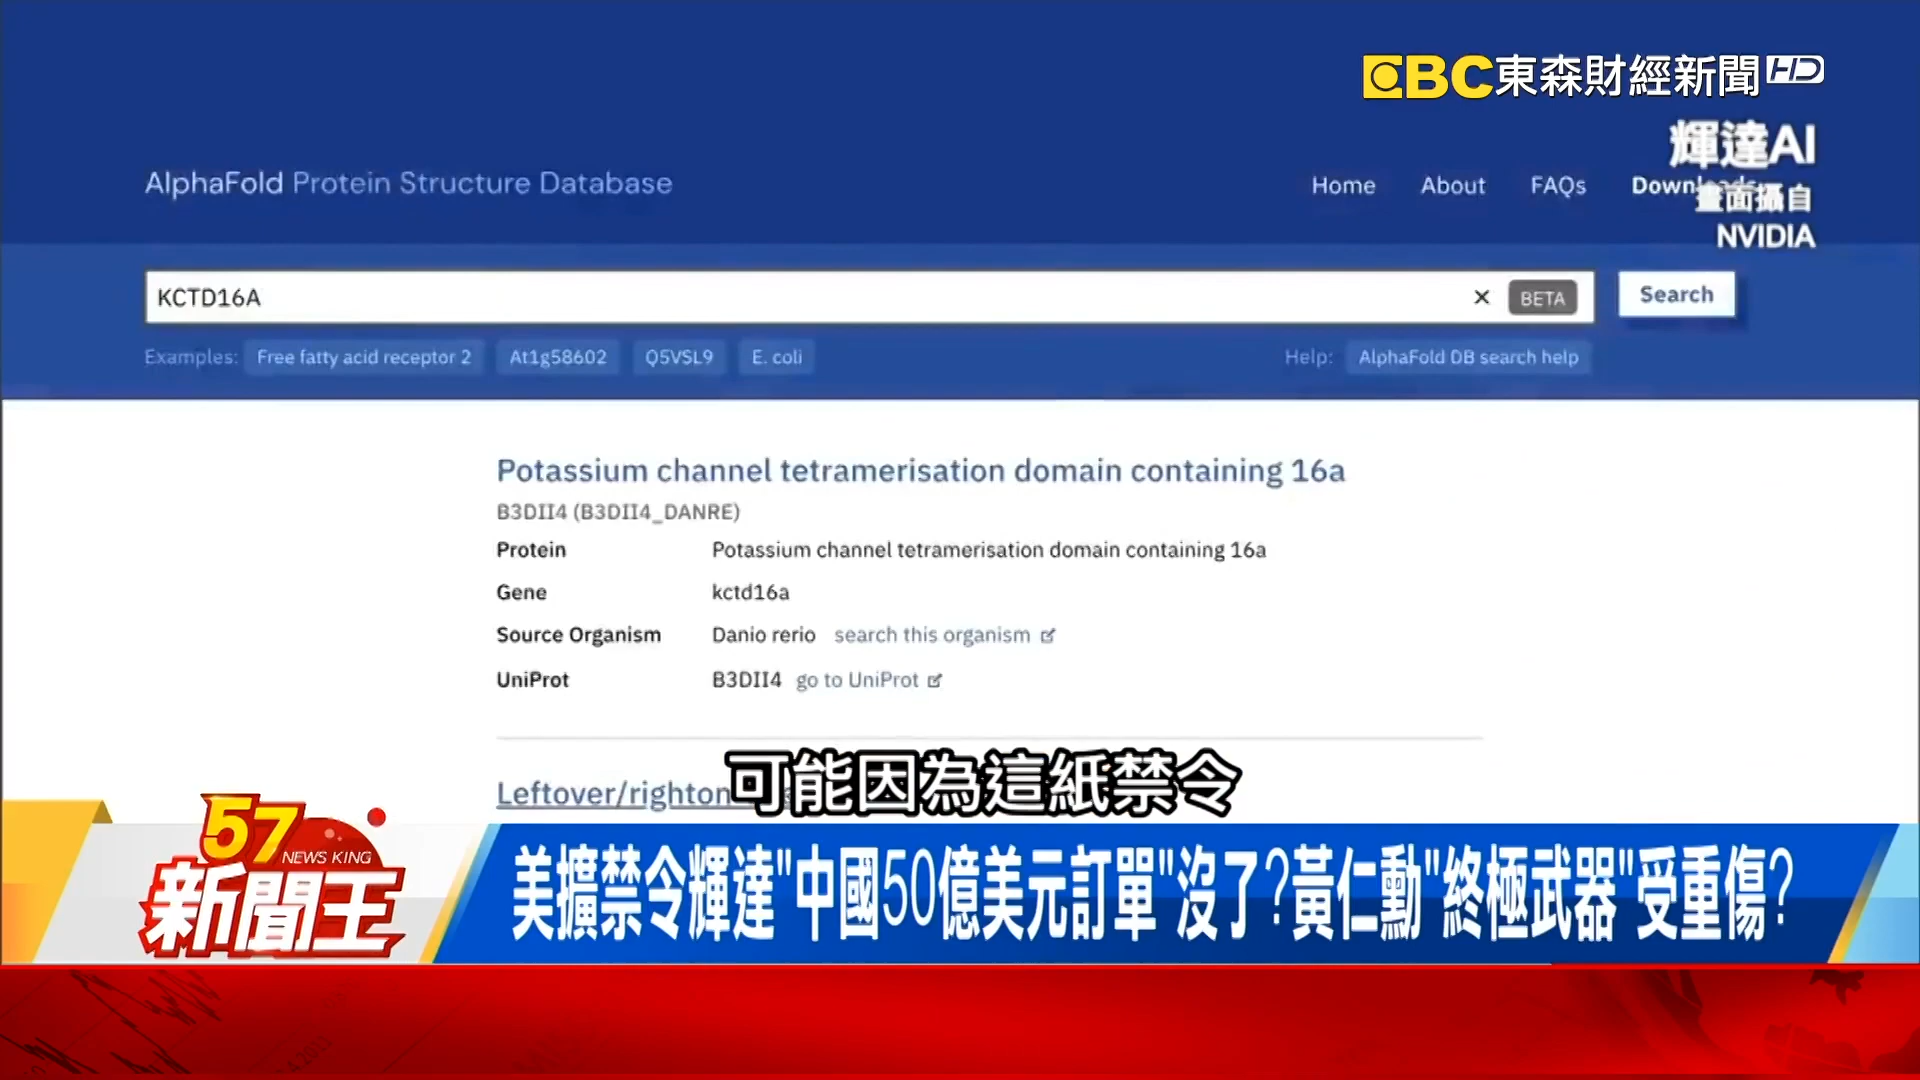 EBC東森財經新聞HD
輝達AI
畫面攝自
NVIDIA
AlphaFold Protein Structure Database
Home About FAQs
KCTD16A × BETA Search
Examples: Free fatty acid receptor 2 At1g58602 Q5VSL9 E. coli Help: AlphaFold DB search help
Potassium channel tetramerisation domain containing 16a
B3DII4 (B3DII4_DANRE)
Protein Potassium channel tetramerisation domain containing 16a
Gene kctd16a
Source Organism Danio rerio search this organism
UniProt B3DII4 go to UniProt
Leftover/righton
可能因為這紙禁令
57
NEWS KING
新聞王
美擴禁令輝達"中國50億美元訂單"沒了?黃仁勳"終極武器"受重傷?